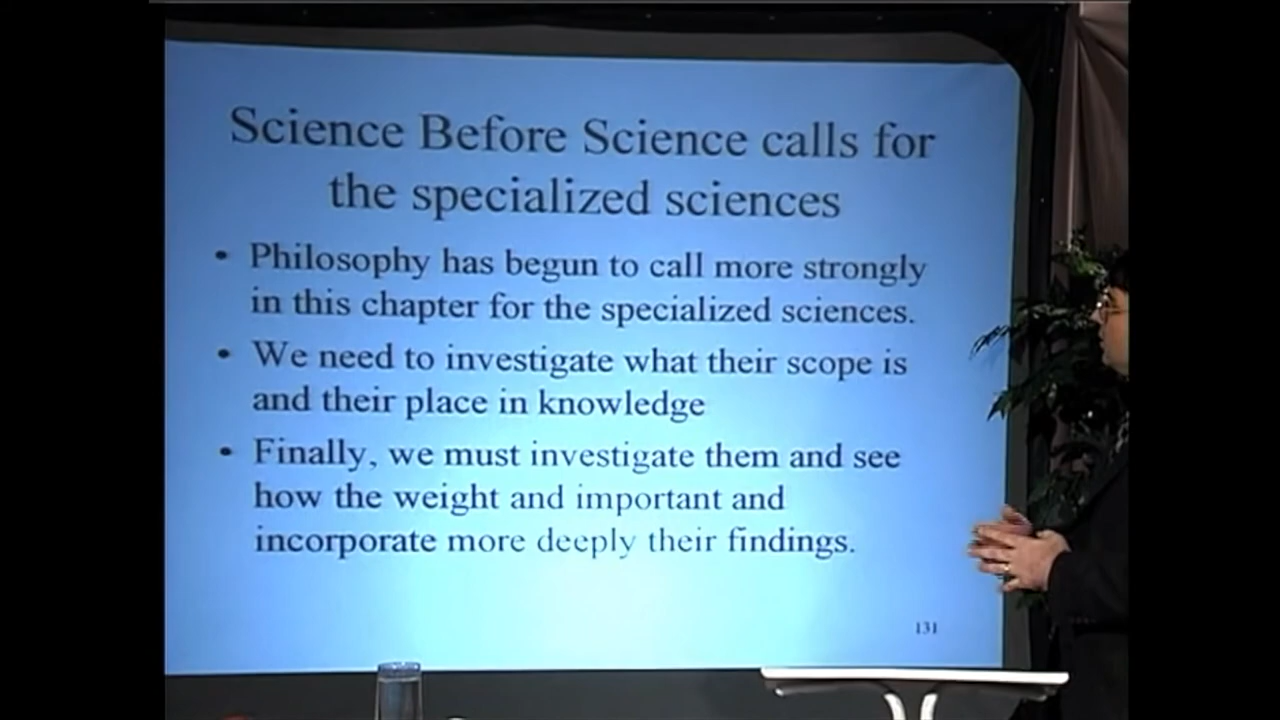 Science Before Science calls for
the specialized sciences
• Philosophy has begun to call more strongly
in this chapter for the specialized sciences.
• We need to investigate what their scope is
and their place in knowledge
• Finally, we must investigate them and see
how the weight and important and
incorporate more deeply their findings.
131